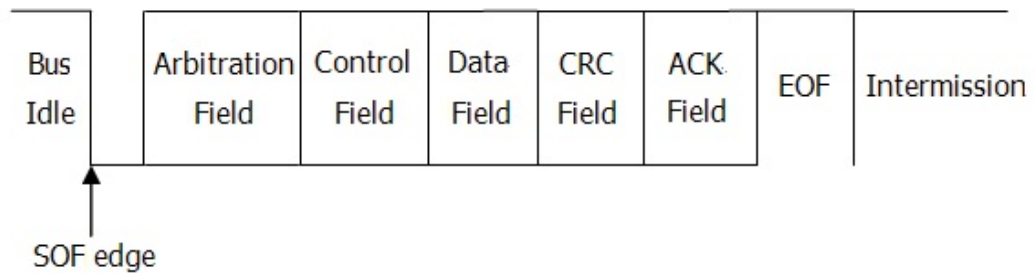 Bus
Idle
Arbitration
Field
Control
Field
Data
Field
CRC
Field
ACK
Field
EOF
Intermission
SOF edge